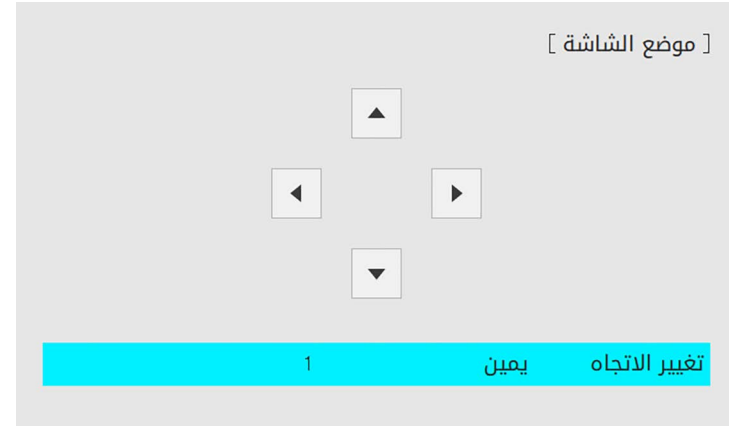 [ موضع الشاشة ]
تغيير الاتجاه يمين 1